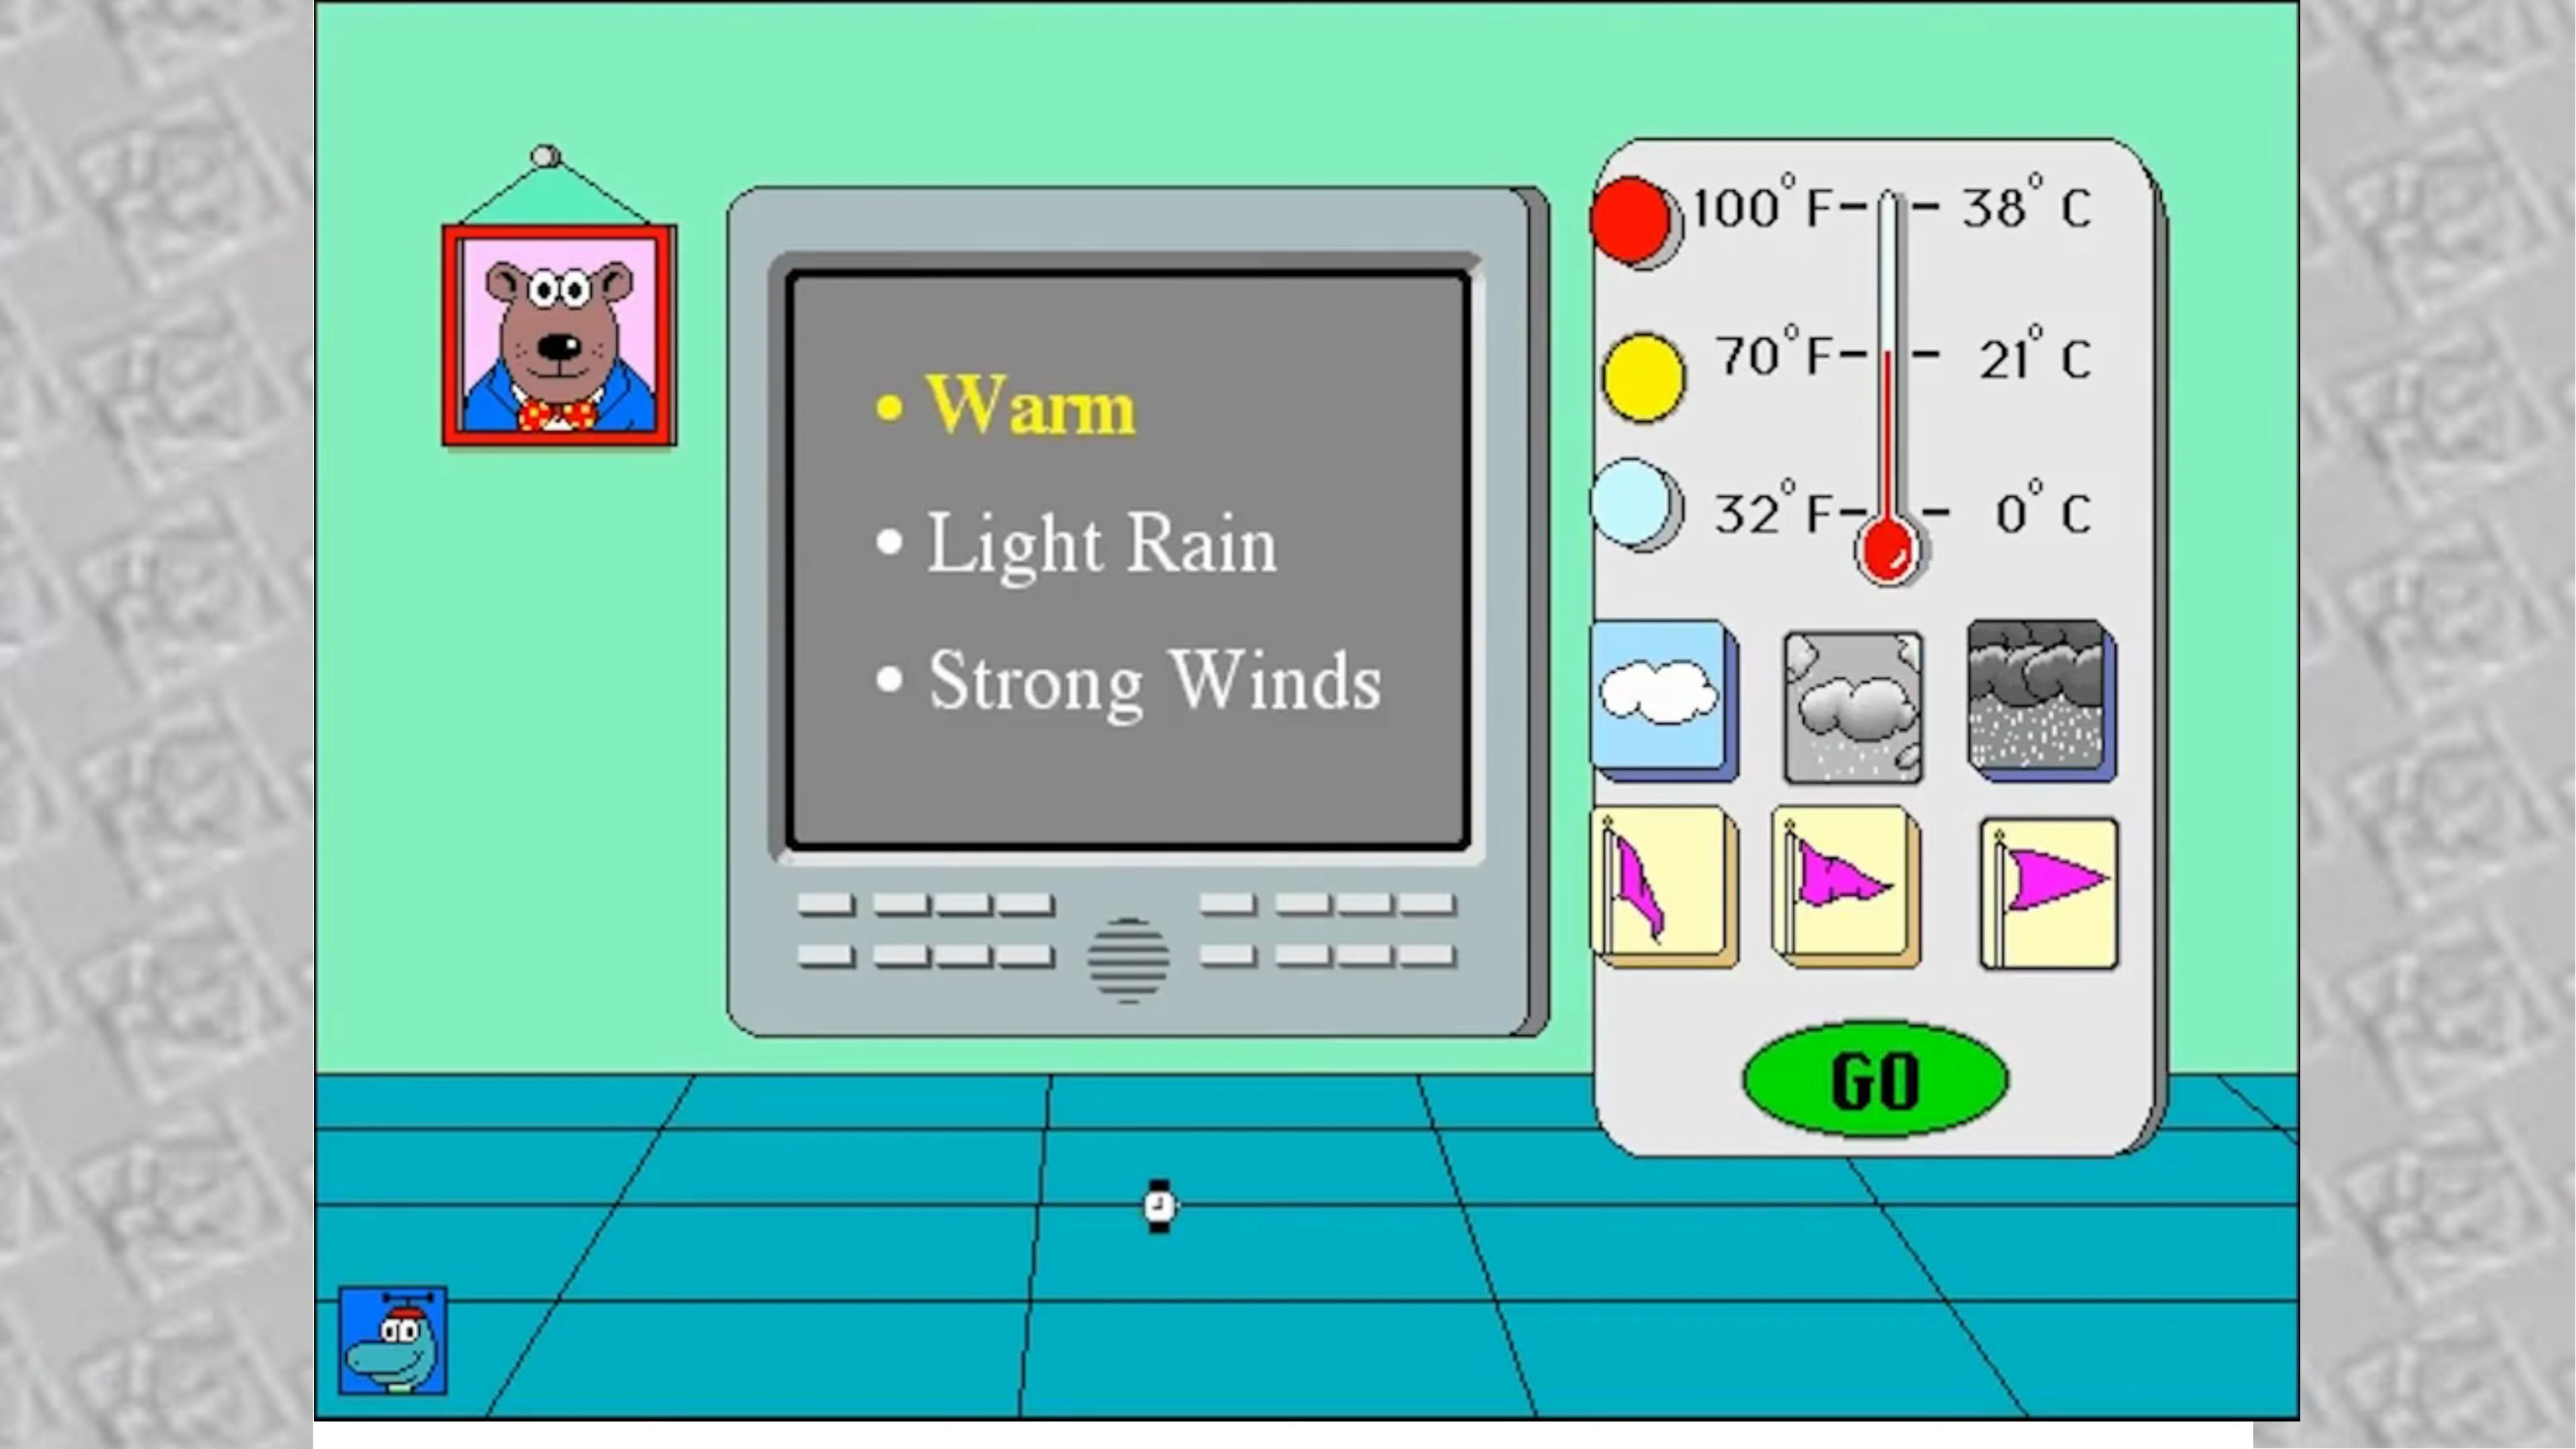 • Warm
• Light Rain
• Strong Winds
100° F 38° C
70° F 21° C
32° F 0° C
GO